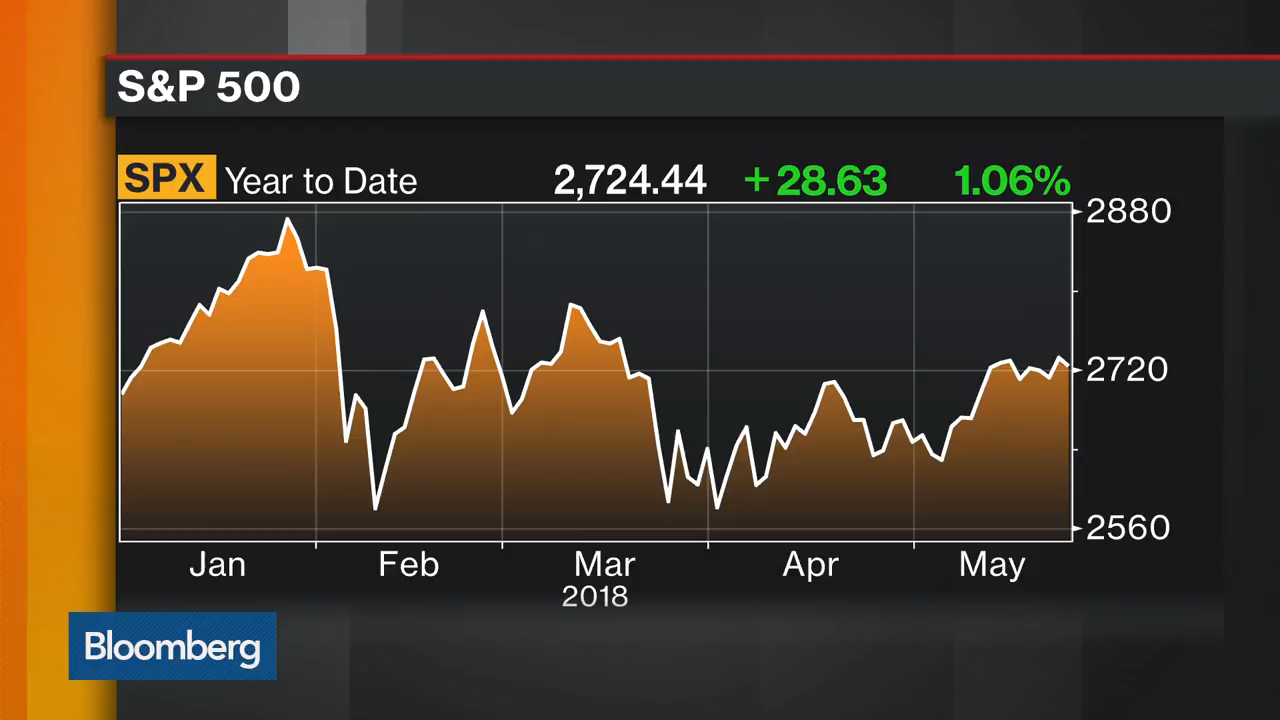 S&P 500
SPX Year to Date 2,724.44 +28.63 1.06%
2880
2720
2560
Jan Feb Mar Apr May
2018
Bloomberg